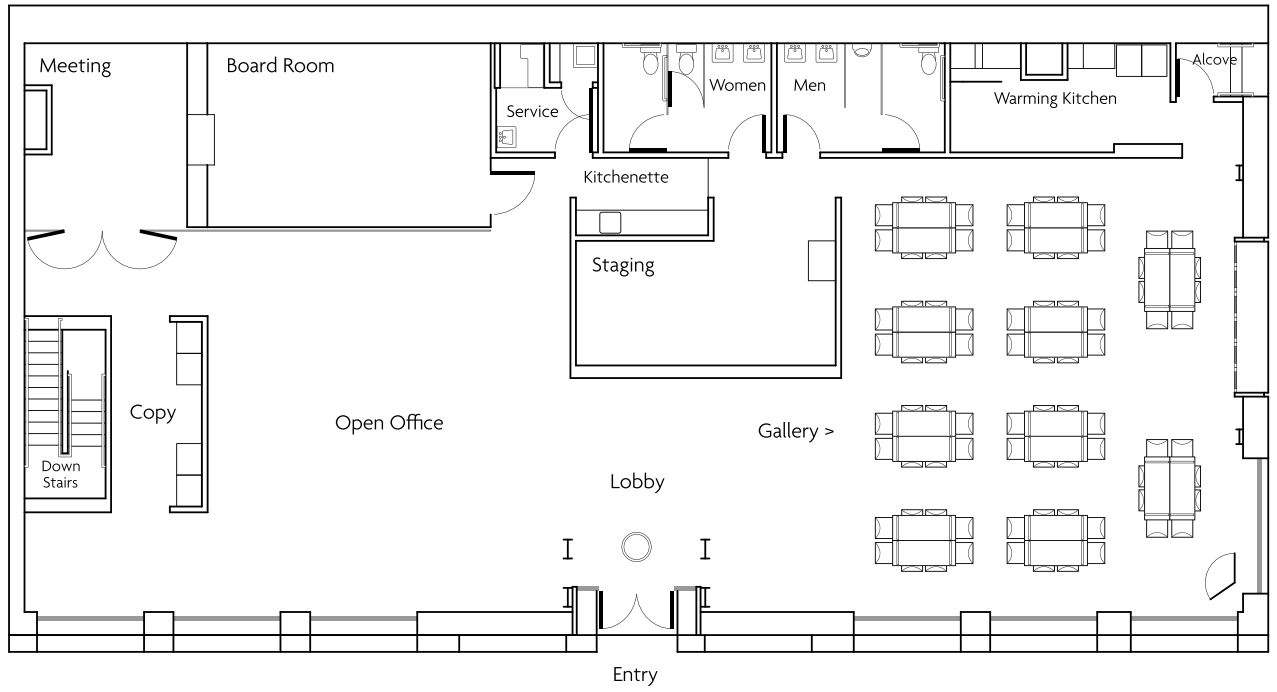 Meeting
Board Room
Service
Women
Men
Warming Kitchen
Alcove
Kitchenette
Staging
Copy
Open Office
Gallery >
Down
Stairs
Lobby
Entry